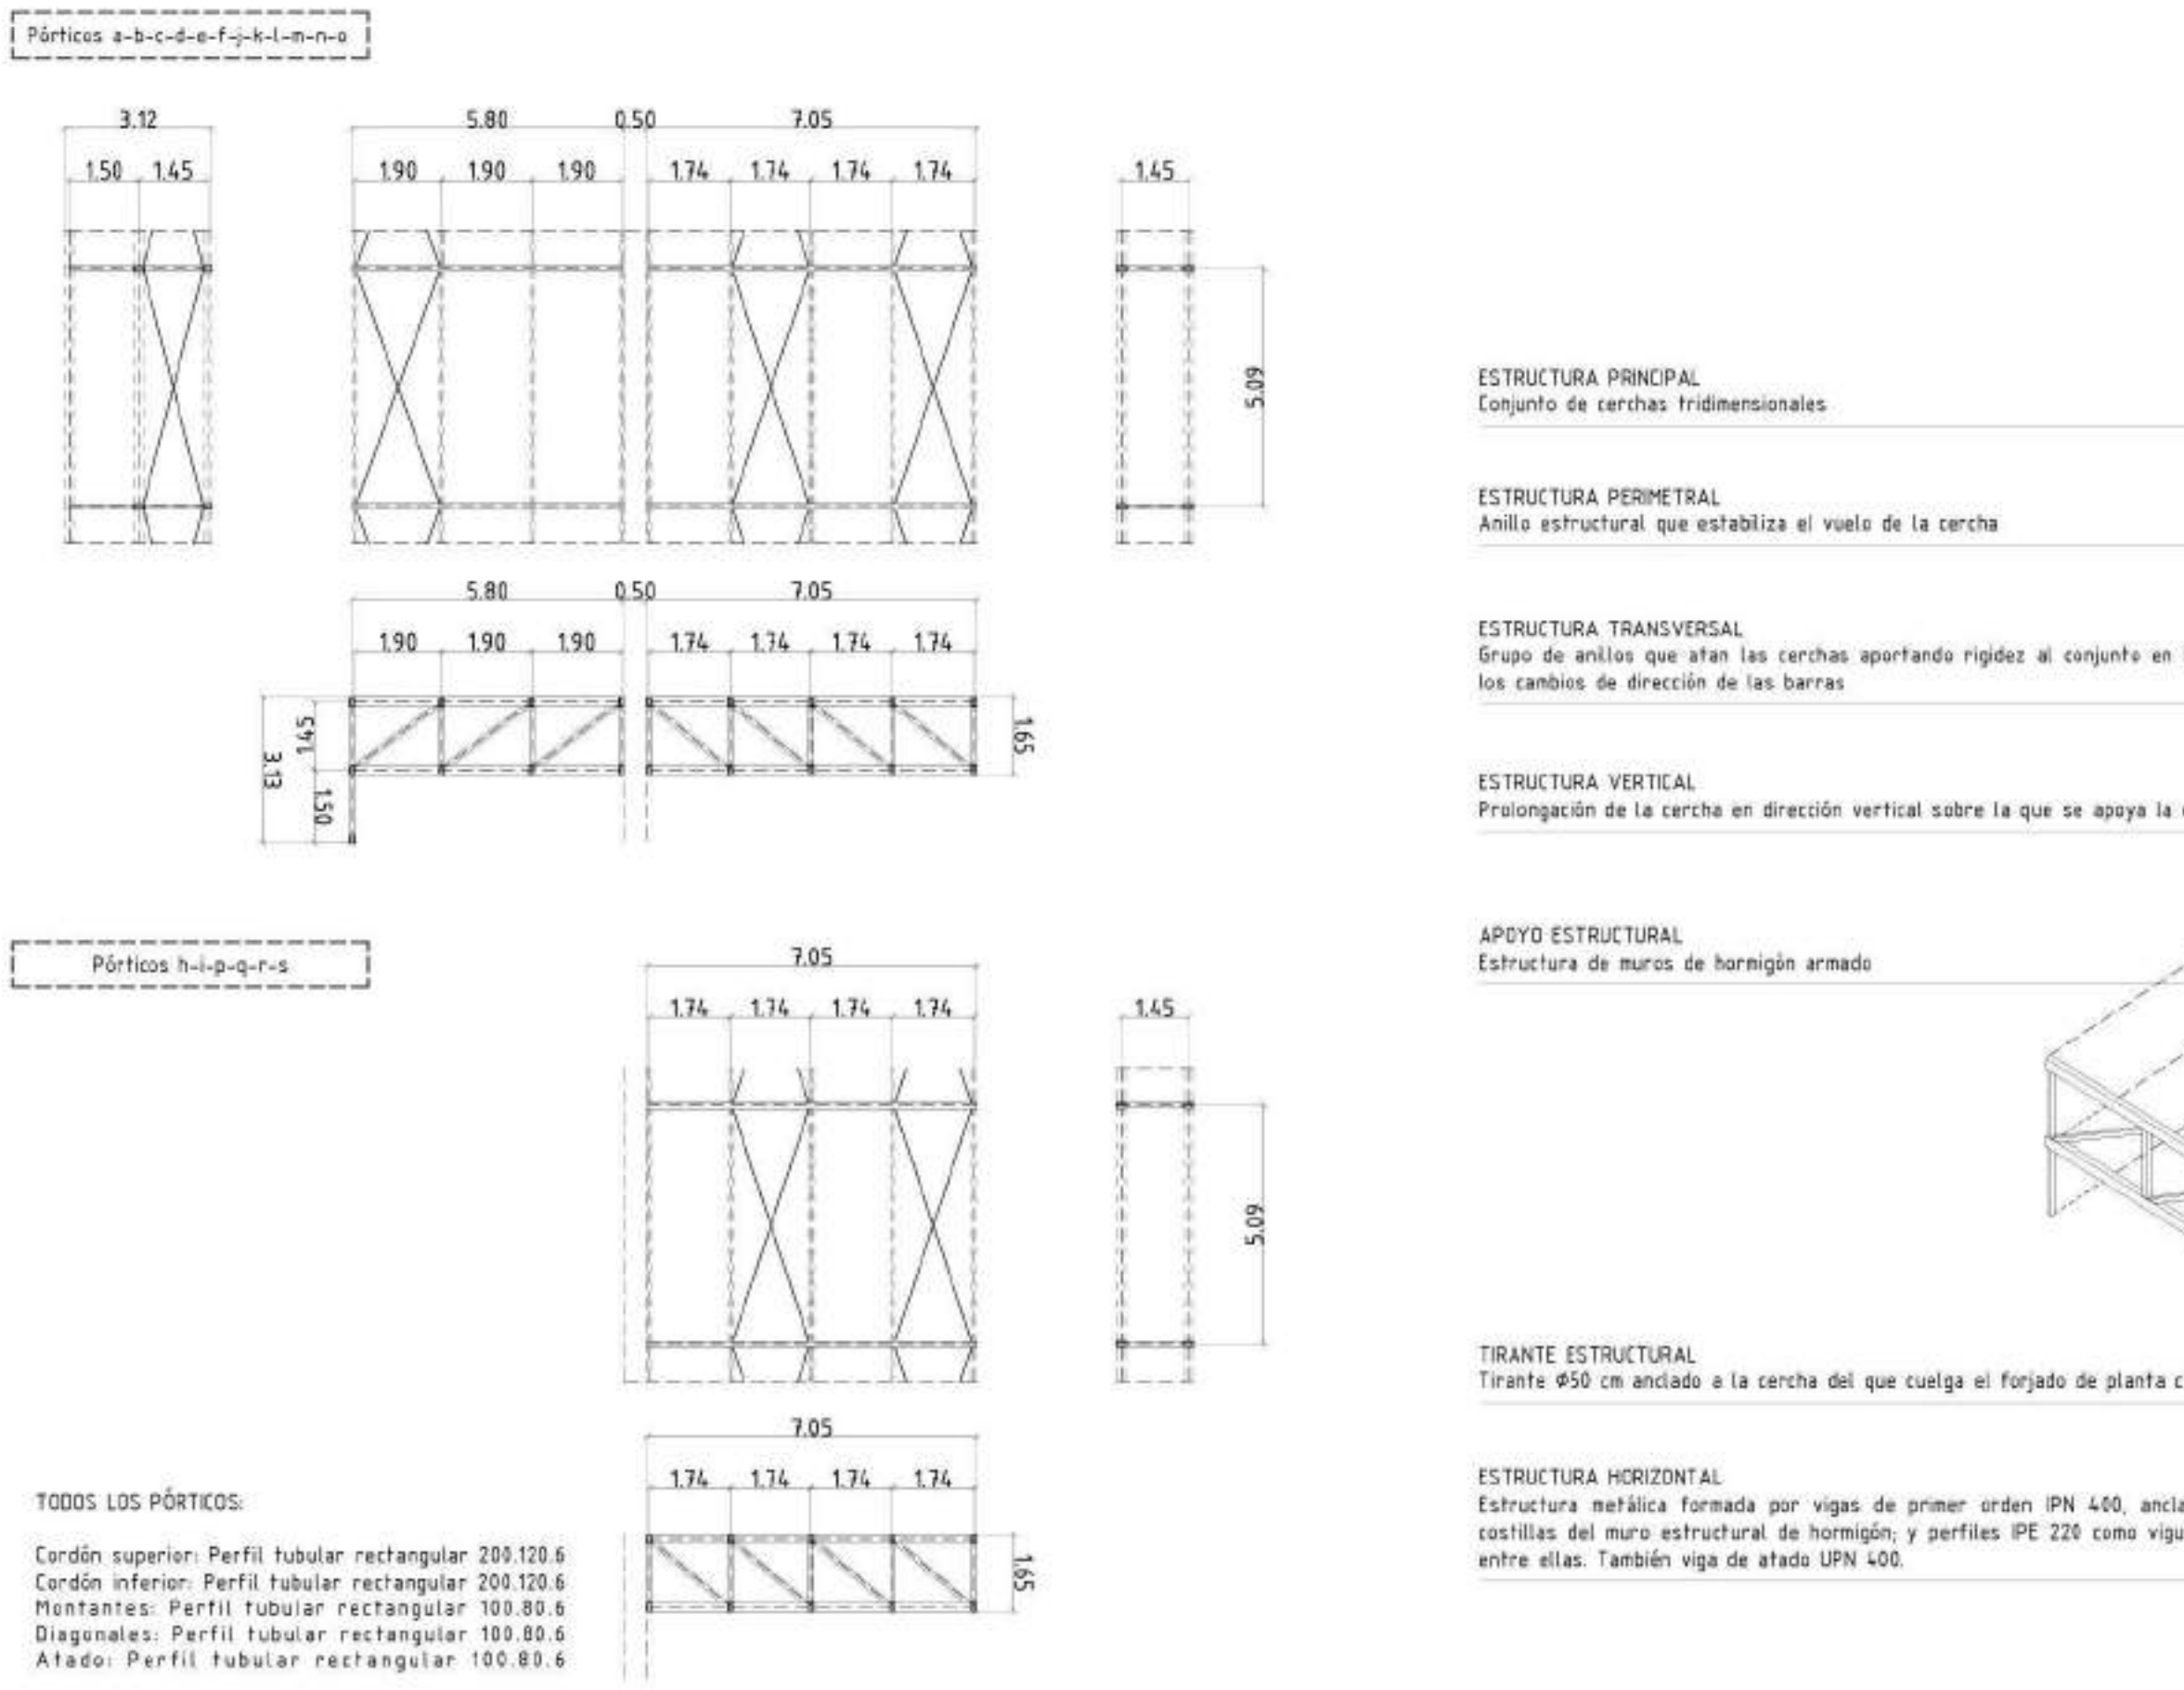 Pórticos a-b-c-d-e-f-j-k-l-m-n-o
3.12
5.80 0.50 7.05
1.50 1.45
1.90 1.90 1.90 1.74 1.74 1.74 1.74
1.45
5.09
5.80 0.50 7.05
1.90 1.90 1.90 1.74 1.74 1.74 1.74
1.45
3.13
1.50
1.65
Pórticos h-i-p-q-r-s
7.05
1.74 1.74 1.74 1.74
1.45
5.09
7.05
1.74 1.74 1.74 1.74
1.65
TODOS LOS PÓRTICOS:
Cordón superior: Perfil tubular rectangular 200.120.6
Cordón inferior: Perfil tubular rectangular 200.120.6
Montantes: Perfil tubular rectangular 100.80.6
Diagonales: Perfil tubular rectangular 100.80.6
Atado: Perfil tubular rectangular 100.80.6
ESTRUCTURA PRINCIPAL
Conjunto de cerchas tridimensionales
ESTRUCTURA PERIMETRAL
Anillo estructural que estabiliza el vuelo de la cercha
ESTRUCTURA TRANSVERSAL
Grupo de anillos que atan las cerchas aportando rigidez al conjunto en
los cambios de dirección de las barras
ESTRUCTURA VERTICAL
Prolongación de la cercha en dirección vertical sobre la que se apoya la
APOYO ESTRUCTURAL
Estructura de muros de hormigón armado
TIRANTE ESTRUCTURAL
Tirante Φ50 cm anclado a la cercha del que cuelga el forjado de planta
ESTRUCTURA HORIZONTAL
Estructura metálica formada por vigas de primer orden IPN 400,
costillas del muro estructural de hormigón; y perfiles IPE 220 como
entre ellas. También viga de atado UPN 400.